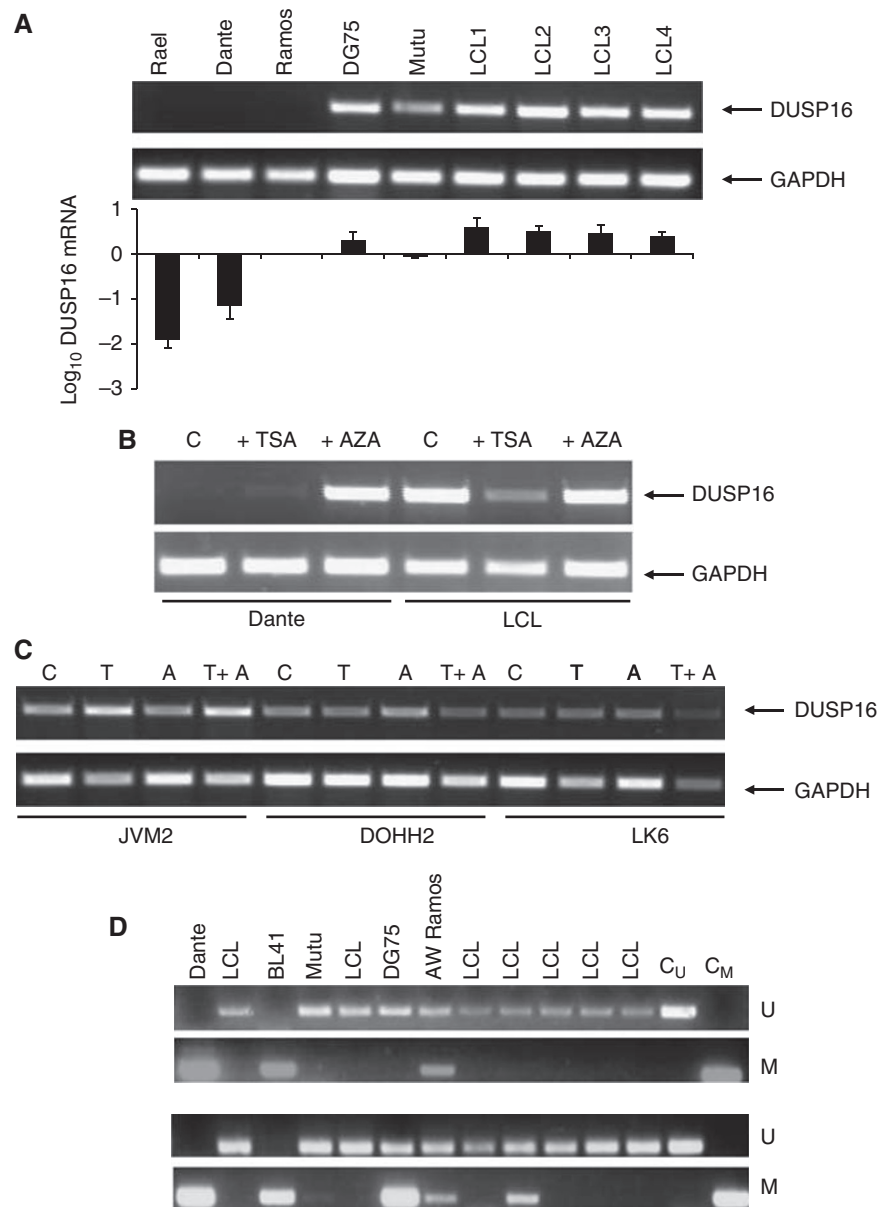 A
Rael Dante Ramos DG75 Mutu LCL1 LCL2 LCL3 LCL4
DUSP16
GAPDH
Log10 DUSP16 mRNA
1
0
–1
–2
–3
B
C + TSA + AZA C + TSA + AZA
DUSP16
GAPDH
Dante LCL
C
C T A T+ A C T A T+ A C T A T+ A
DUSP16
GAPDH
JVM2 DOHH2 LK6
D
Dante LCL BL41 Mutu LCL DG75 AW Ramos LCL LCL LCL LCL LCL CU CM
U
M
U
M